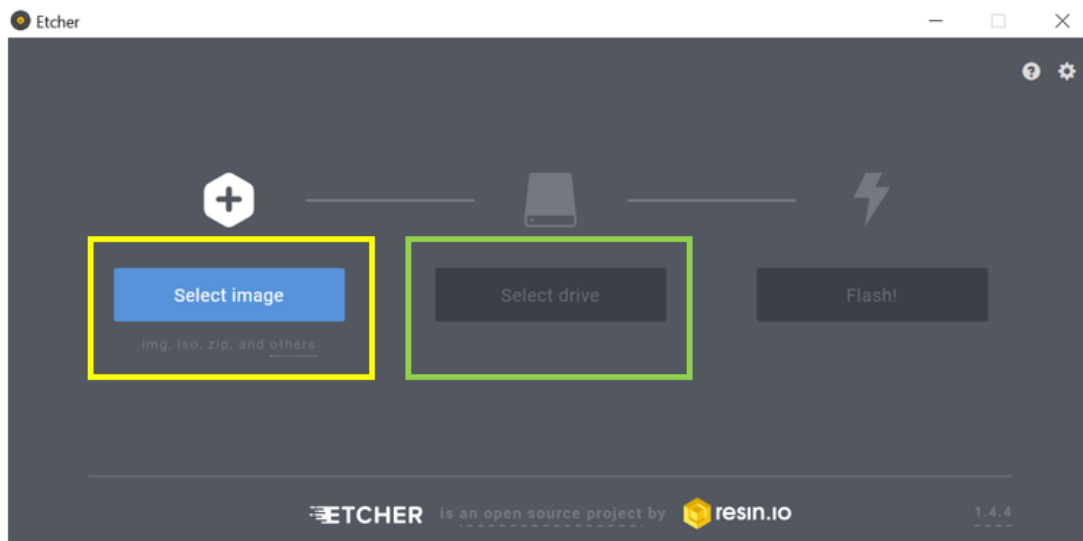 Etcher
Select image
Select drive
Flash!
img, iso, zip, and others
ETCHER is an open source project by resin.io
1.4.4